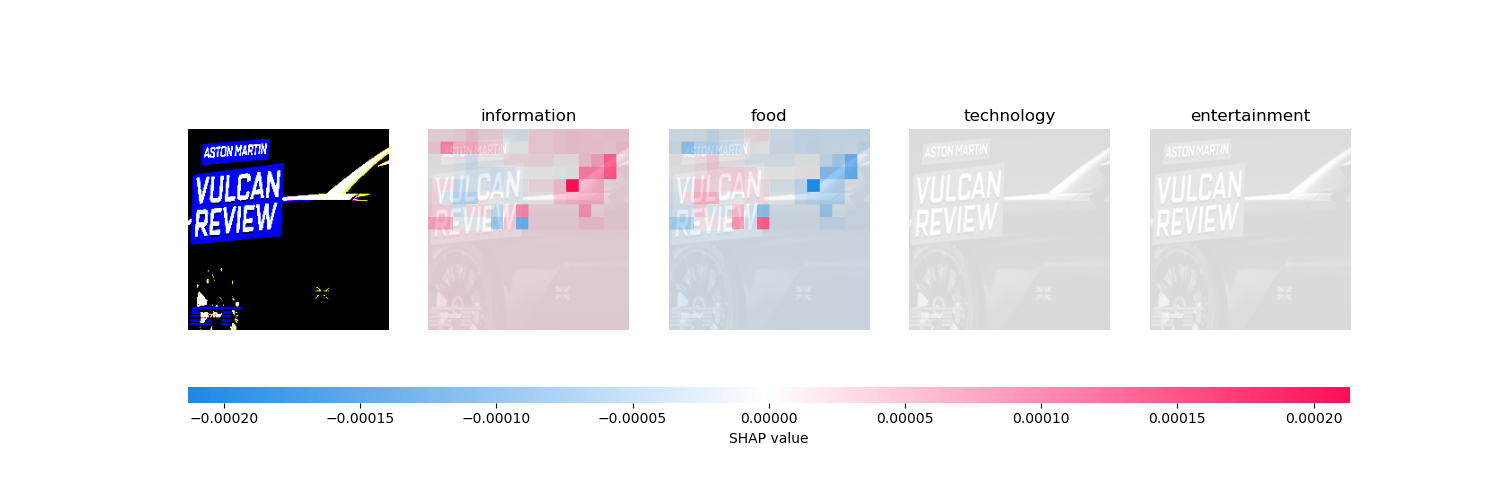 information food technology entertainment
ASTON MARTIN ASTON MARTIN ASTON MARTIN ASTON MARTIN ASTON MARTIN
VULCAN VULCAN VULCAN VULCAN VULCAN
REVIEW REVIEW REVIEW REVIEW REVIEW
−0.00020 −0.00015 −0.00010 −0.00005 0.00000 0.00005 0.00010 0.00015 0.00020
SHAP value